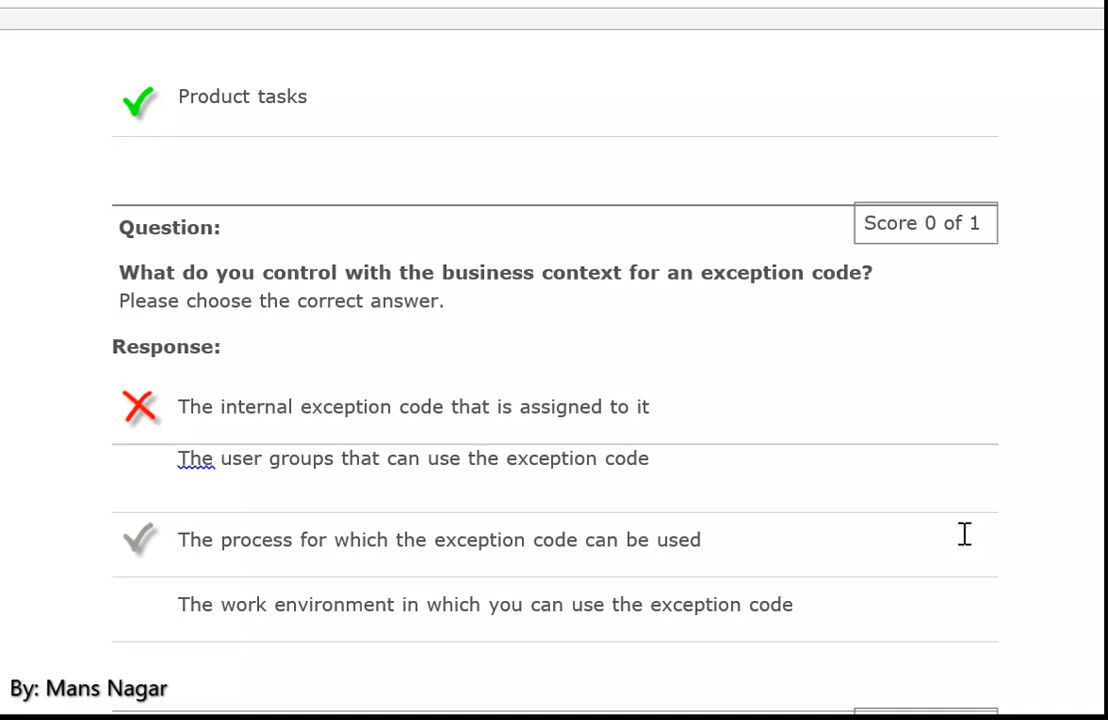 Product tasks
Question:
Score 0 of 1
What do you control with the business context for an exception code?
Please choose the correct answer.
Response:
The internal exception code that is assigned to it
The user groups that can use the exception code
The process for which the exception code can be used
The work environment in which you can use the exception code
By: Mans Nagar